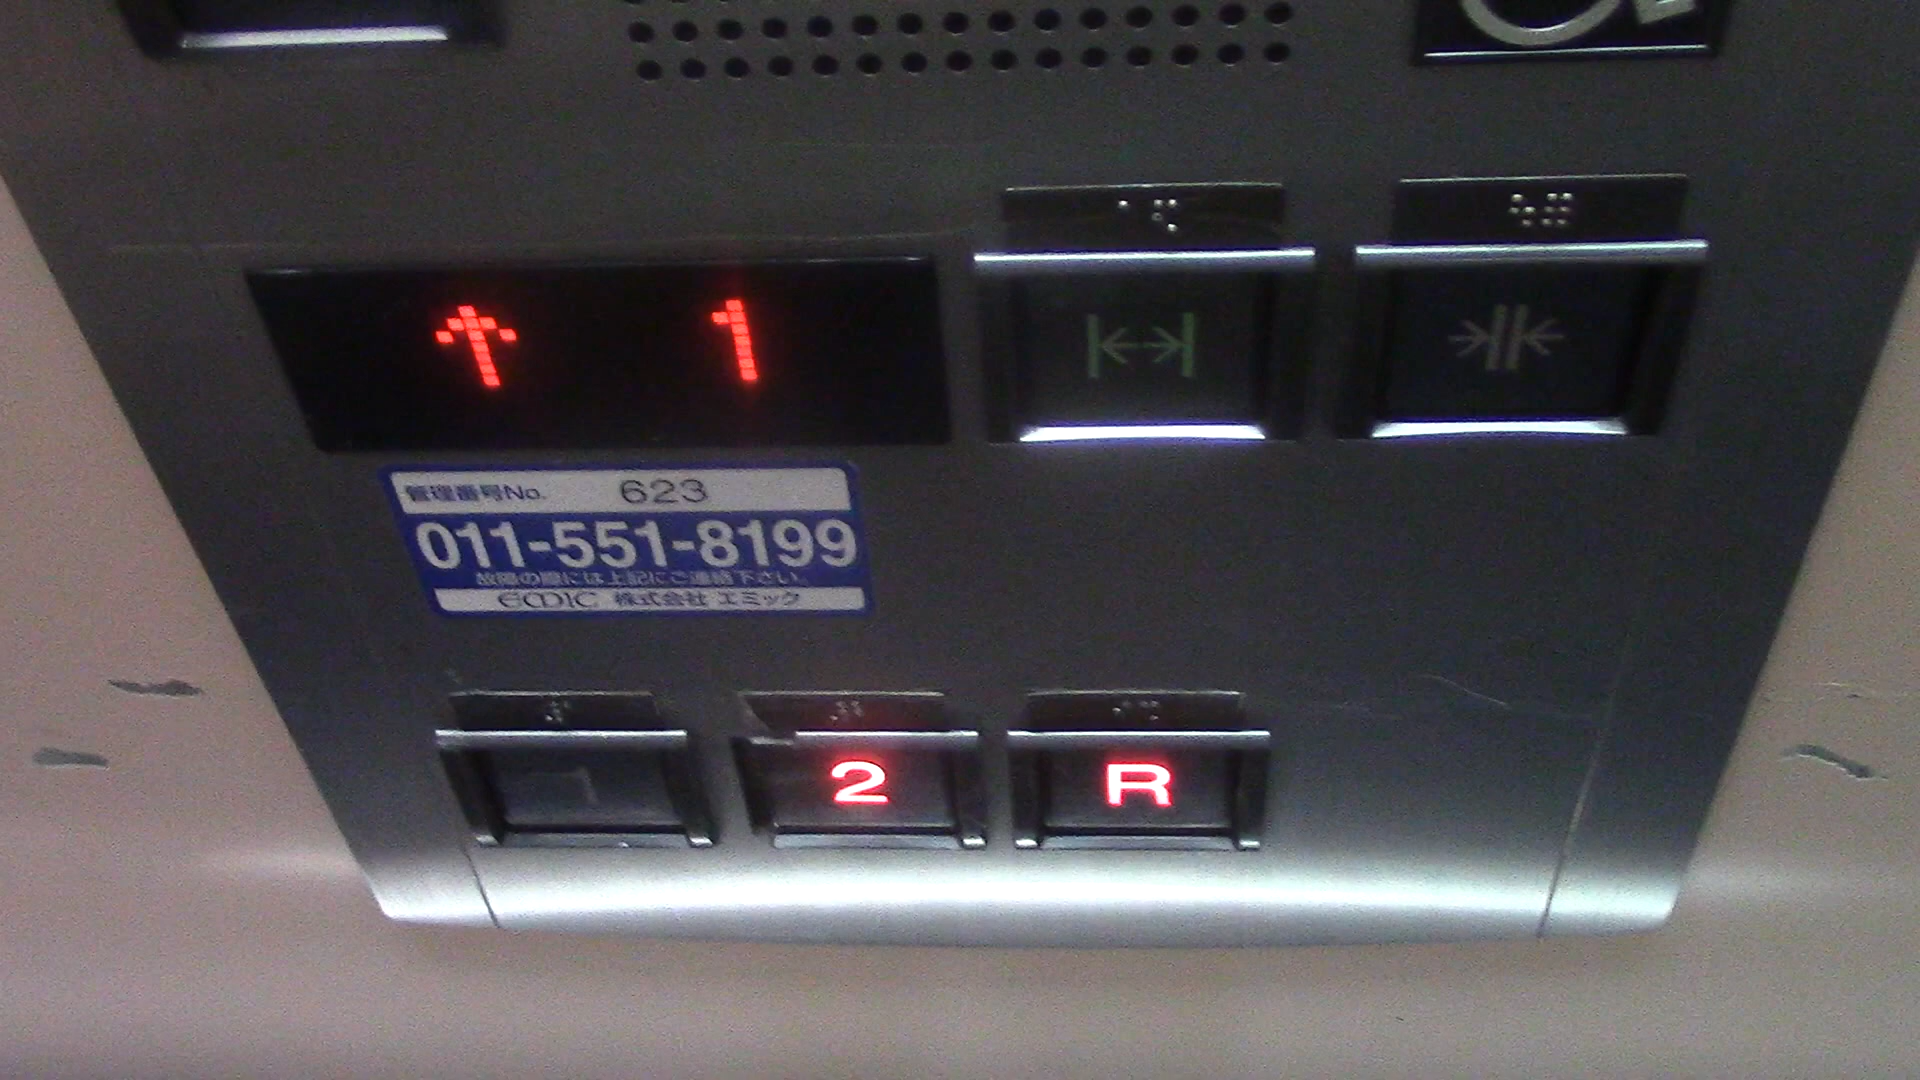 ↑ 1
管理番号No. 623
011-551-8199
故障の際には上記にご連絡下さい。
emic 株式会社 エミック
1 2 R